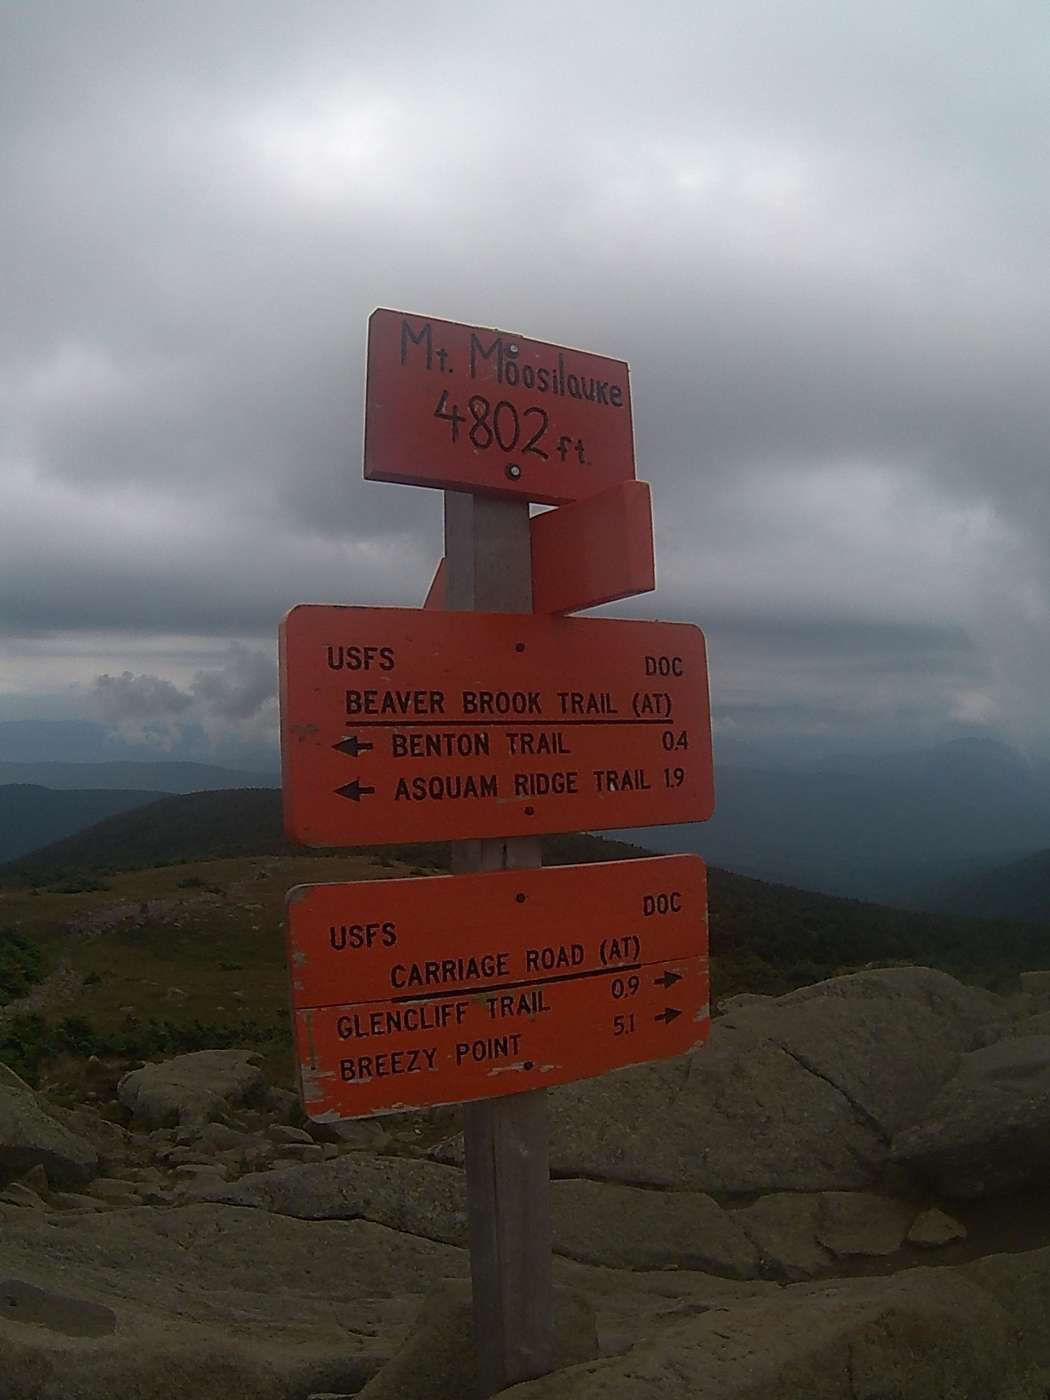 Mt. Moosilauke
4802 ft.
USFS DOC
BEAVER BROOK TRAIL (AT)
← BENTON TRAIL 0.4
← ASQUAM RIDGE TRAIL 1.9
USFS DOC
CARRIAGE ROAD (AT)
GLENCLIFF TRAIL 0.9 →
BREEZY POINT 5.1 →